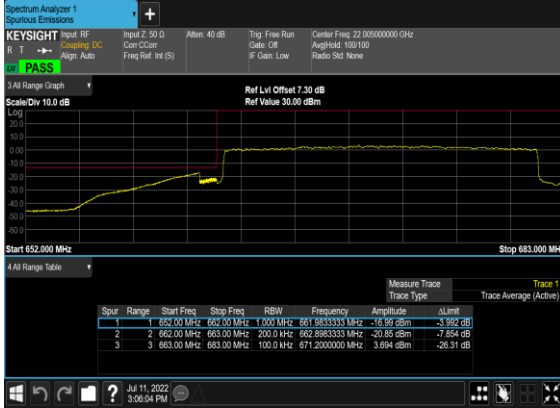 Spectrum Analyzer 1
Spurious Emissions
+
KEYSIGHT Input: RF Input Z: 50 Ω Atten: 40 dB Trig: Free Run Center Freq: 22.005000000 GHz
R T Coupling: DC Corr CCorr Gate: Off Avg|Hold: 100/100
Align: Auto Freq Ref: Int (S) IF Gain: Low Radio Std: None
LXI PASS
3 All Range Graph Ref Lvl Offset 7.30 dB
Scale/Div 10.0 dB Ref Value 30.00 dBm
Log
20.0
10.0
0.00
-10.0
-20.0
-30.0
-40.0
-50.0
-60.0
Start 652.000 MHz Stop 683.000 MH
4 All Range Table
Measure Trace Trace 1
Trace Type Trace Average (Active)
Spur Range Start Freq Stop Freq RBW Frequency Amplitude ΔLimit
1 1 652.00 MHz 662.00 MHz 1.000 MHz 661.9833333 MHz -16.99 dBm -3.992 dB
2 2 662.00 MHz 663.00 MHz 200.0 kHz 662.8983333 MHz -20.85 dBm -7.854 dB
3 3 663.00 MHz 683.00 MHz 100.0 kHz 671.2000000 MHz 3.694 dBm -26.31 dB
? Jul 11, 2022
3:06:04 PM